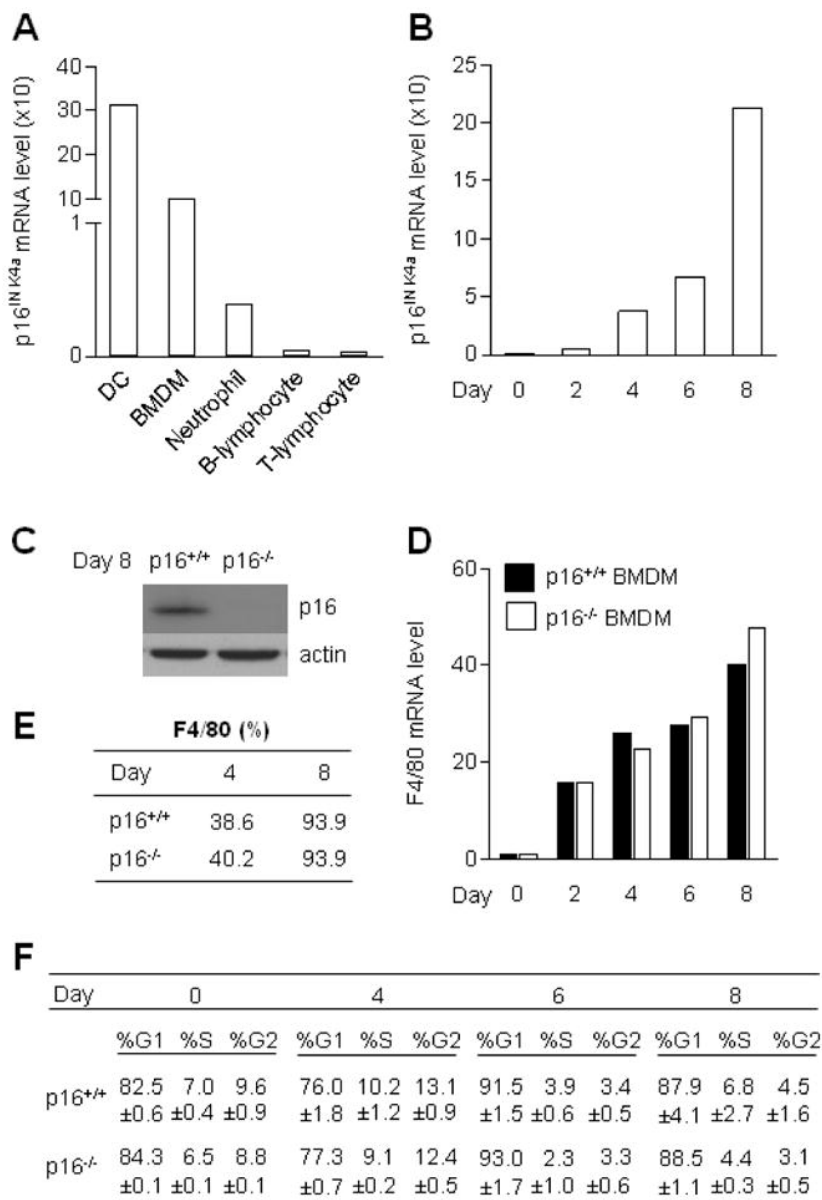 A
p16INK4a mRNA level (x10)
40
30
20
10
1
0
DC
BMDM
Neutrophil
B-lymphocyte
T-lymphocyte
B
p16INK4a mRNA level (x10)
25
20
15
10
5
0
Day 0 2 4 6 8
C
Day 8 p16+/+ p16-/-
p16
actin
D
p16+/+ BMDM
p16-/- BMDM
F4/80 mRNA level
60
40
20
0
Day 0 2 4 6 8
E
F4/80 (%)
Day 4 8
p16+/+ 38.6 93.9
p16-/- 40.2 93.9
F
Day 0 4 6 8
%G1 %S %G2 %G1 %S %G2 %G1 %S %G2 %G1 %S %G2
p16+/+ 82.5 7.0 9.6 76.0 10.2 13.1 91.5 3.9 3.4 87.9 6.8 4.5
±0.6 ±0.4 ±0.9 ±1.8 ±1.2 ±0.9 ±1.5 ±0.6 ±0.5 ±4.1 ±2.7 ±1.6
p16-/- 84.3 6.5 8.8 77.3 9.1 12.4 93.0 2.3 3.3 88.5 4.4 3.1
±0.1 ±0.1 ±0.1 ±0.7 ±0.2 ±0.5 ±1.7 ±1.0 ±0.6 ±1.1 ±0.3 ±0.5